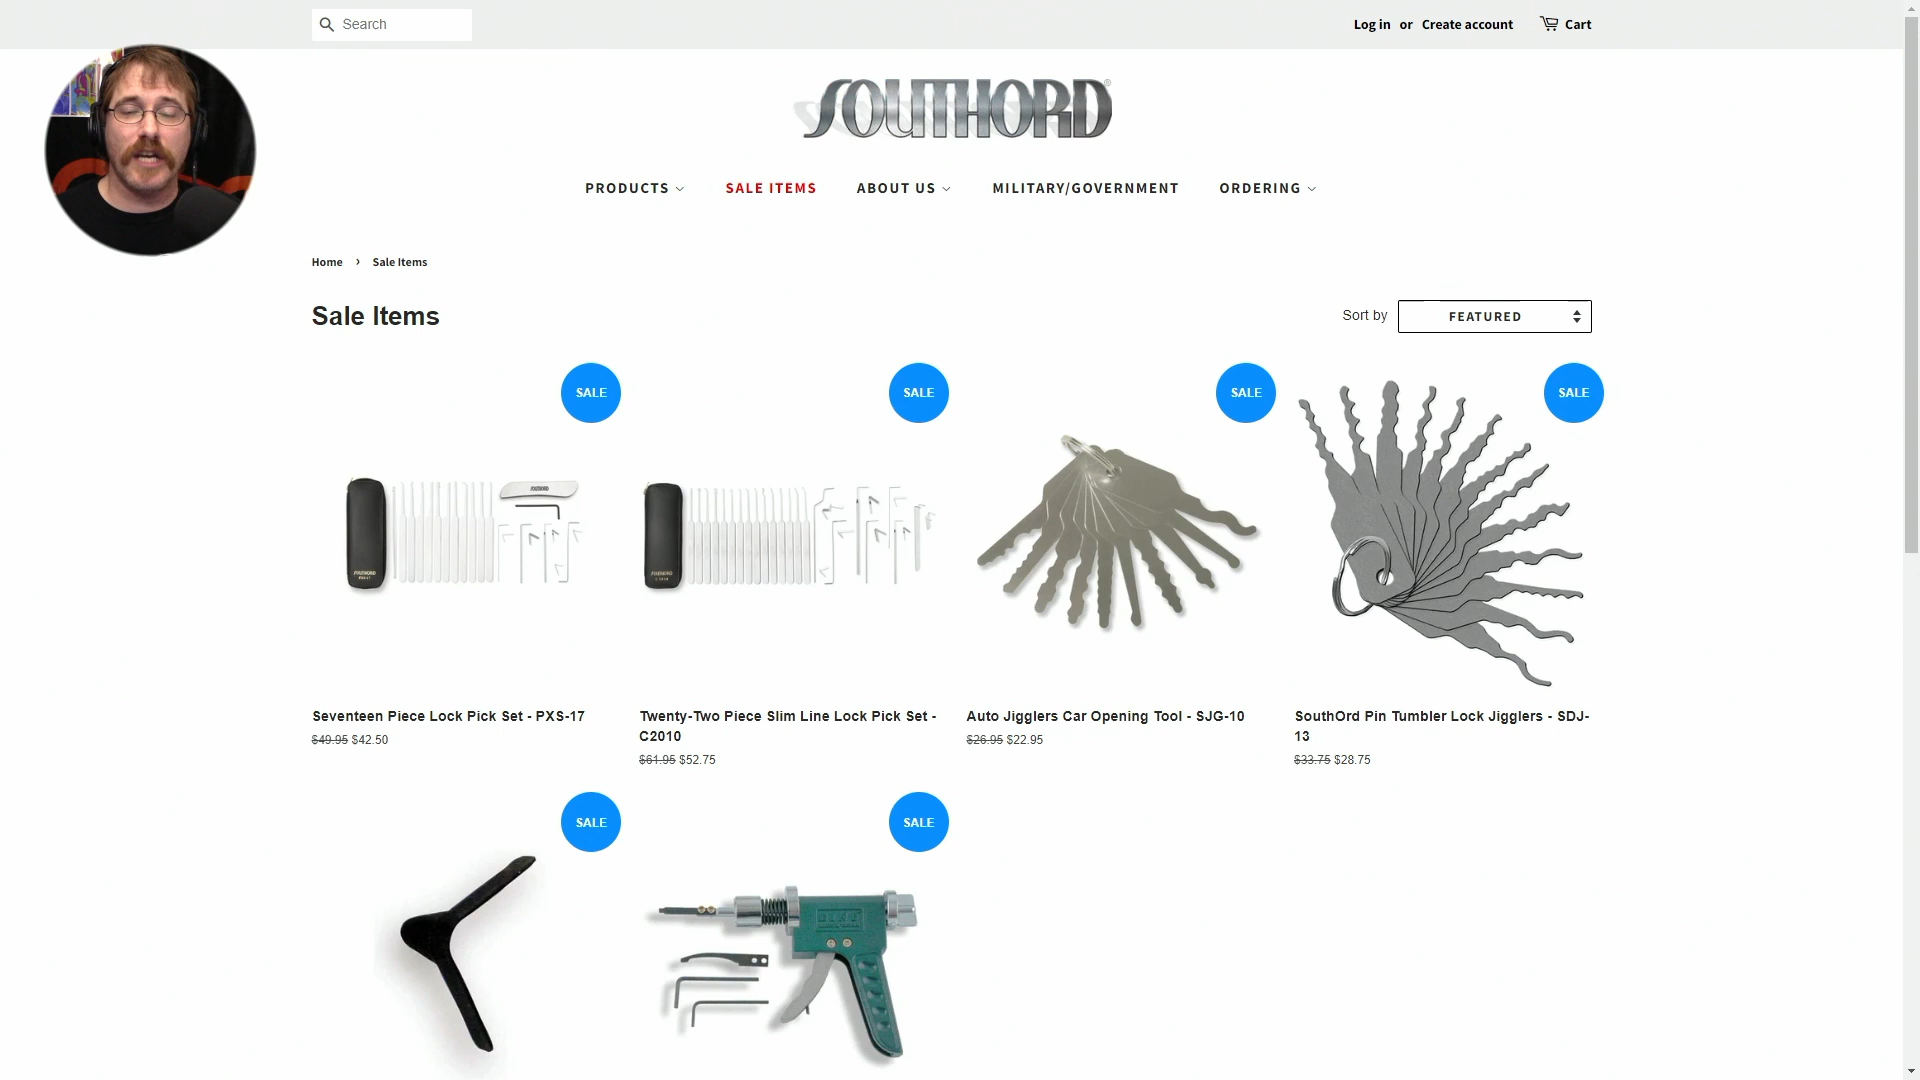 Search
Log in or Create account Cart
SOUTHORD
PRODUCTS SALE ITEMS ABOUT US MILITARY/GOVERNMENT ORDERING
Home › Sale Items
Sale Items
Sort by FEATURED
SALE SALE SALE SALE
Seventeen Piece Lock Pick Set - PXS-17
$49.95 $42.50
Twenty-Two Piece Slim Line Lock Pick Set -
C2010
$61.95 $52.75
Auto Jigglers Car Opening Tool - SJG-10
$26.95 $22.95
SouthOrd Pin Tumbler Lock Jigglers - SDJ-
13
$33.75 $28.75
SALE SALE